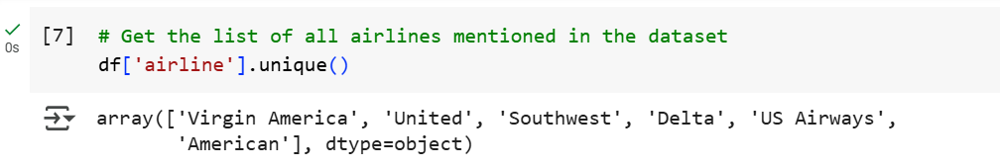 [7] # Get the list of all airlines mentioned in the dataset
0s df['airline'].unique()
array(['Virgin America', 'United', 'Southwest', 'Delta', 'US Airways',
'American'], dtype=object)